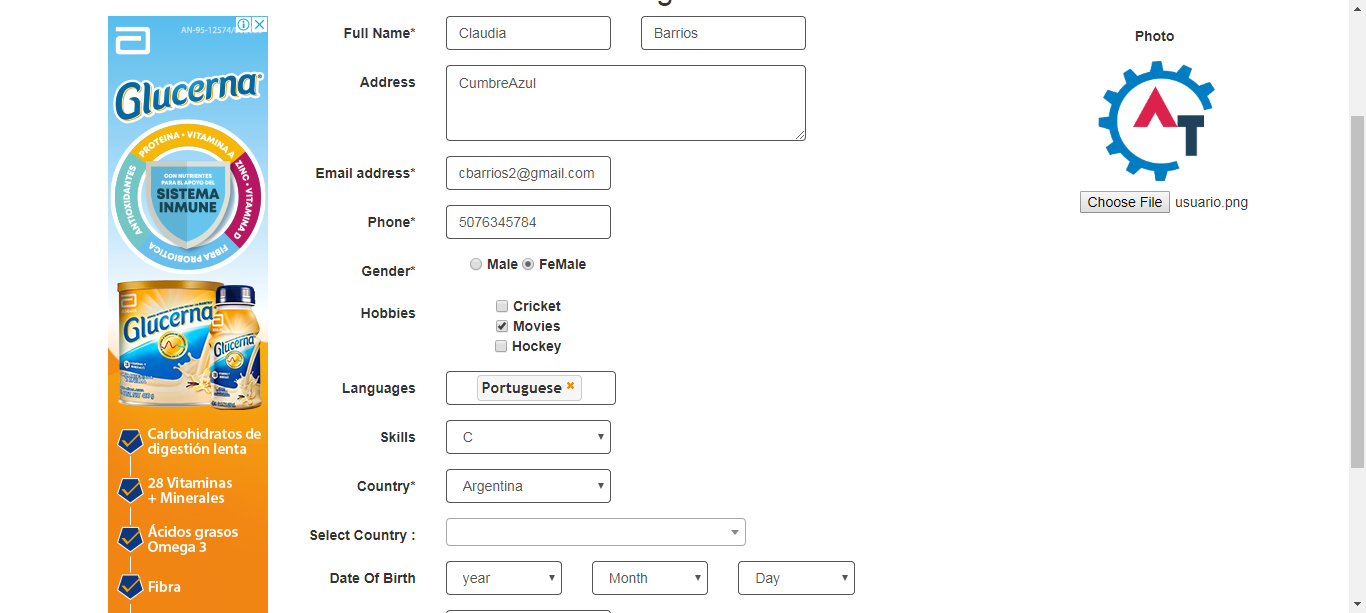 AN-95-12574/
Glucerna
PROTEINA • VITAMINA A
ZINC • VITAMINA D
FIBRA PROBIOTICA
ANTIOXIDANTES
CON NUTRIENTES
PARA EL APOYO DEL
SISTEMA
INMUNE
Glucerna
Glucerna
Carbohidratos de
digestión lenta
28 Vitaminas
+ Minerales
Ácidos grasos
Omega 3
Fibra
Full Name*
Claudia
Barrios
Address
CumbreAzul
Email address*
cbarrios2@gmail.com
Phone*
5076345784
Gender*
Male FeMale
Hobbies
Cricket
Movies
Hockey
Languages
Portuguese
Skills
C
Country*
Argentina
Select Country :
Date Of Birth
year
Month
Day
Photo
AT
Choose File usuario.png